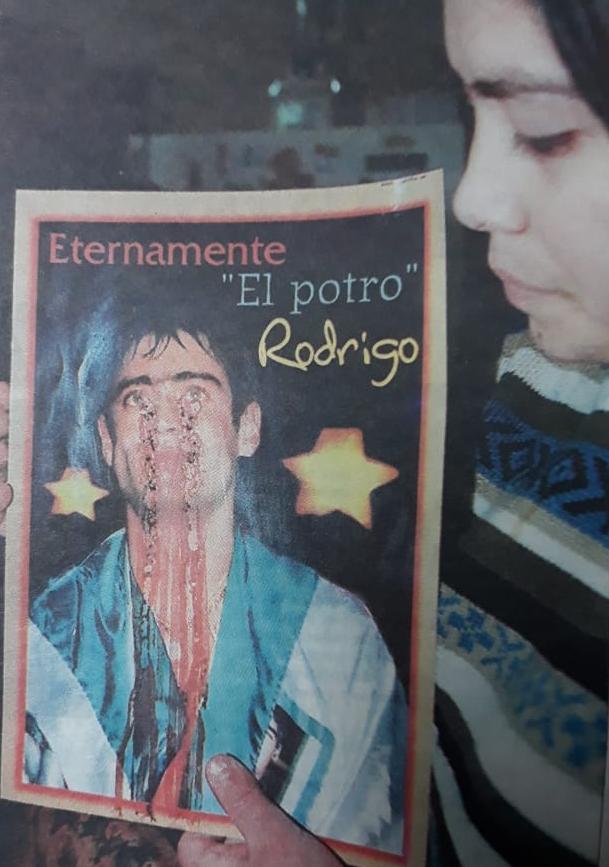 Eternamente
"El potro"
Rodrigo